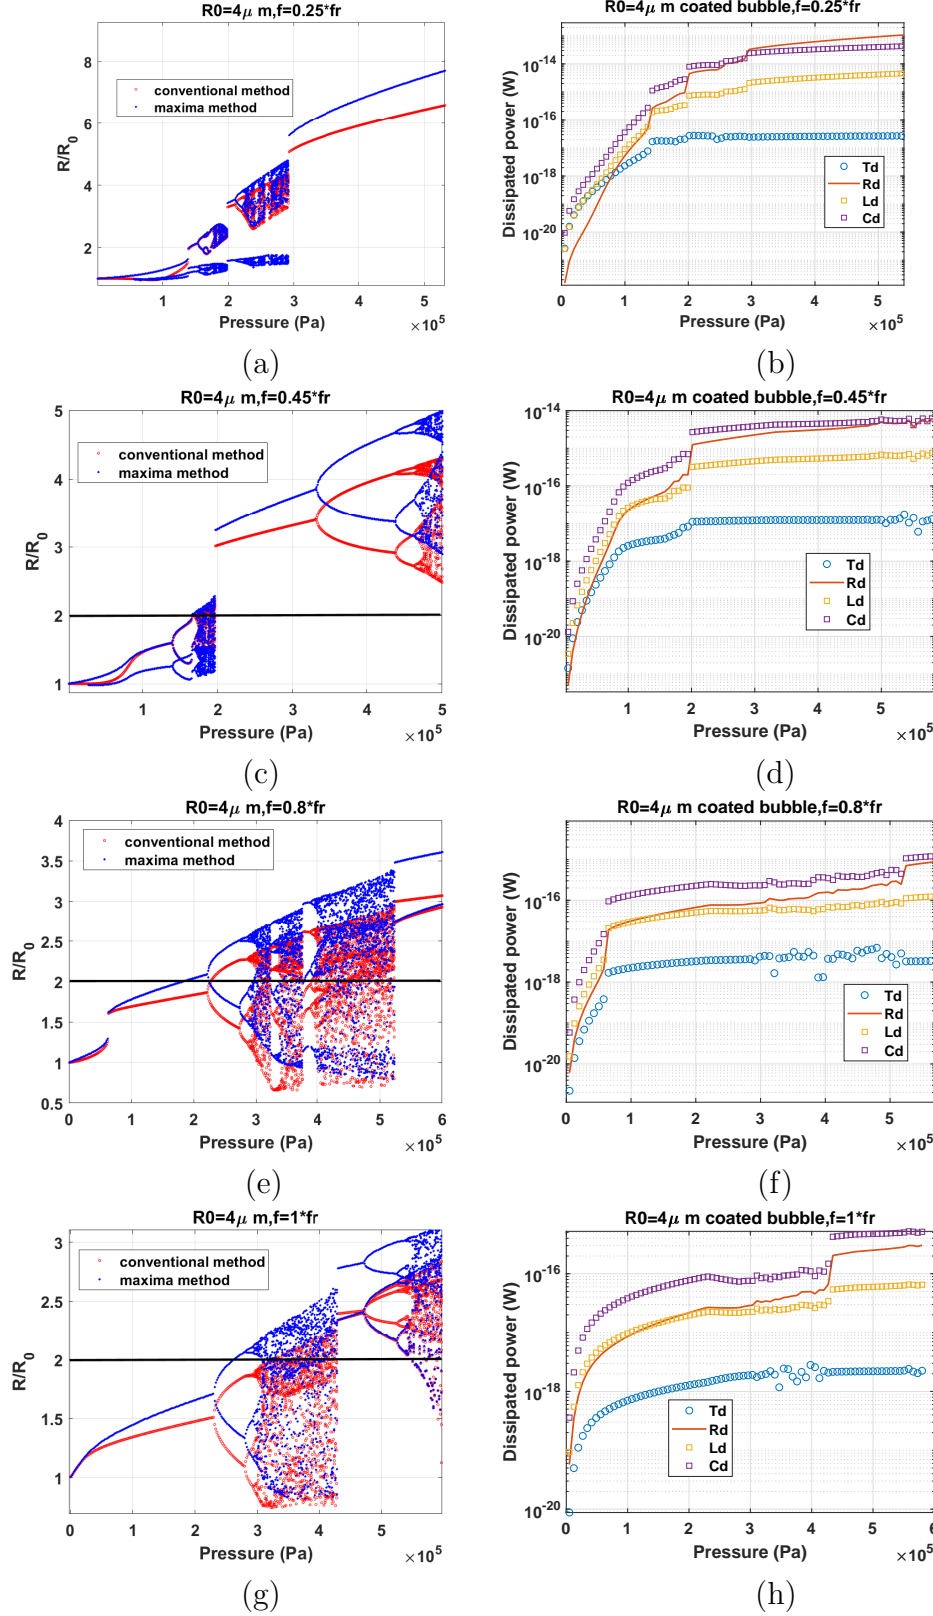 R0=4μ m,f=0.25*fr
R/R0
8
6
4
2
conventional method
maxima method
1 2 3 4 5
×10^5
Pressure (Pa)
(a)
R0=4μ m coated bubble,f=0.25*fr
Dissipated power (W)
10^-14
10^-16
10^-18
10^-20
Td
Rd
Ld
Cd
0 1 2 3 4 5
×10^5
Pressure (Pa)
(b)
R0=4μ m,f=0.45*fr
R/R0
5
4
3
2
1
conventional method
maxima method
0 1 2 3 4 5
×10^5
Pressure (Pa)
(c)
R0=4μ m coated bubble,f=0.45*fr
Dissipated power (W)
10^-14
10^-16
10^-18
10^-20
Td
Rd
Ld
Cd
0 1 2 3 4 5
×10^5
Pressure (Pa)
(d)
R0=4μ m,f=0.8*fr
R/R0
4
3.5
3
2.5
2
1.5
1
0.5
conventional method
maxima method
0 1 2 3 4 5 6
×10^5
Pressure (Pa)
(e)
R0=4μ m coated bubble,f=0.8*fr
Dissipated power (W)
10^-16
10^-18
10^-20
Td
Rd
Ld
Cd
0 1 2 3 4 5
×10^5
Pressure (Pa)
(f)
R0=4μ m,f=1*fr
R/R0
3
2.5
2
1.5
1
conventional method
maxima method
0 1 2 3 4 5 6
×10^5
Pressure (Pa)
(g)
R0=4μ m coated bubble,f=1*fr
Dissipated power (W)
10^-16
10^-18
10^-20
Td
Rd
Ld
Cd
0 1 2 3 4 5 6
×10^5
Pressure (Pa)
(h)